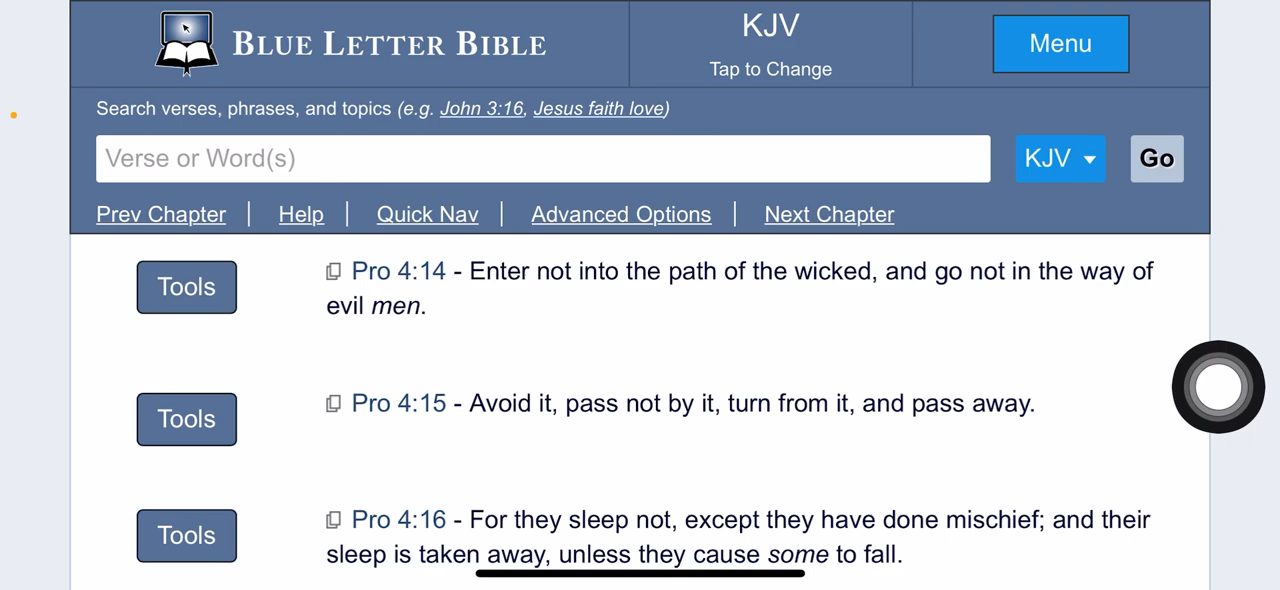 BLUE LETTER BIBLE
KJV
Tap to Change
Menu
Search verses, phrases, and topics (e.g. John 3:16, Jesus faith love)
Verse or Word(s)
KJV
Go
Prev Chapter | Help | Quick Nav | Advanced Options | Next Chapter
Tools
Pro 4:14 - Enter not into the path of the wicked, and go not in the way of
evil men.
Tools
Pro 4:15 - Avoid it, pass not by it, turn from it, and pass away.
Tools
Pro 4:16 - For they sleep not, except they have done mischief; and their
sleep is taken away, unless they cause some to fall.